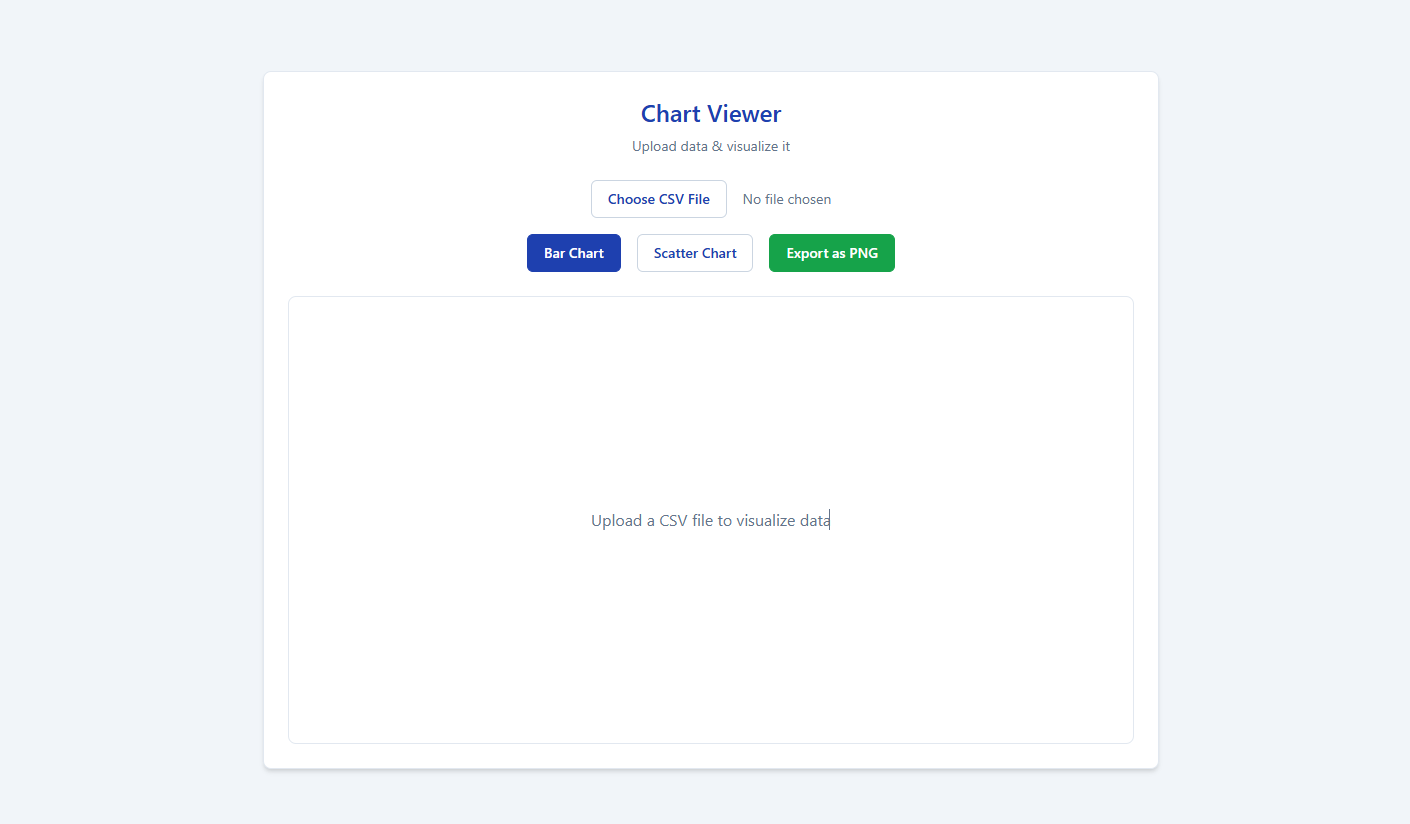 Chart Viewer
Upload data & visualize it
Choose CSV File No file chosen
Bar Chart Scatter Chart Export as PNG
Upload a CSV file to visualize data